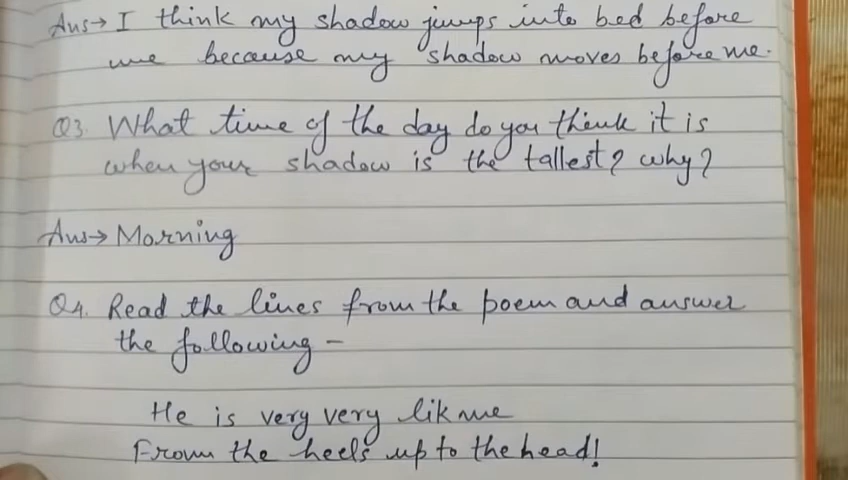 Ans→ I think my shadow jumps into bed before
me because my shadow moves before me.
Q3. What time of the day do you think it is
when your shadow is the tallest? why?
Ans→ Morning
Q4. Read the lines from the poem and answer
the following -
He is very very lik me
From the heels up to the head!